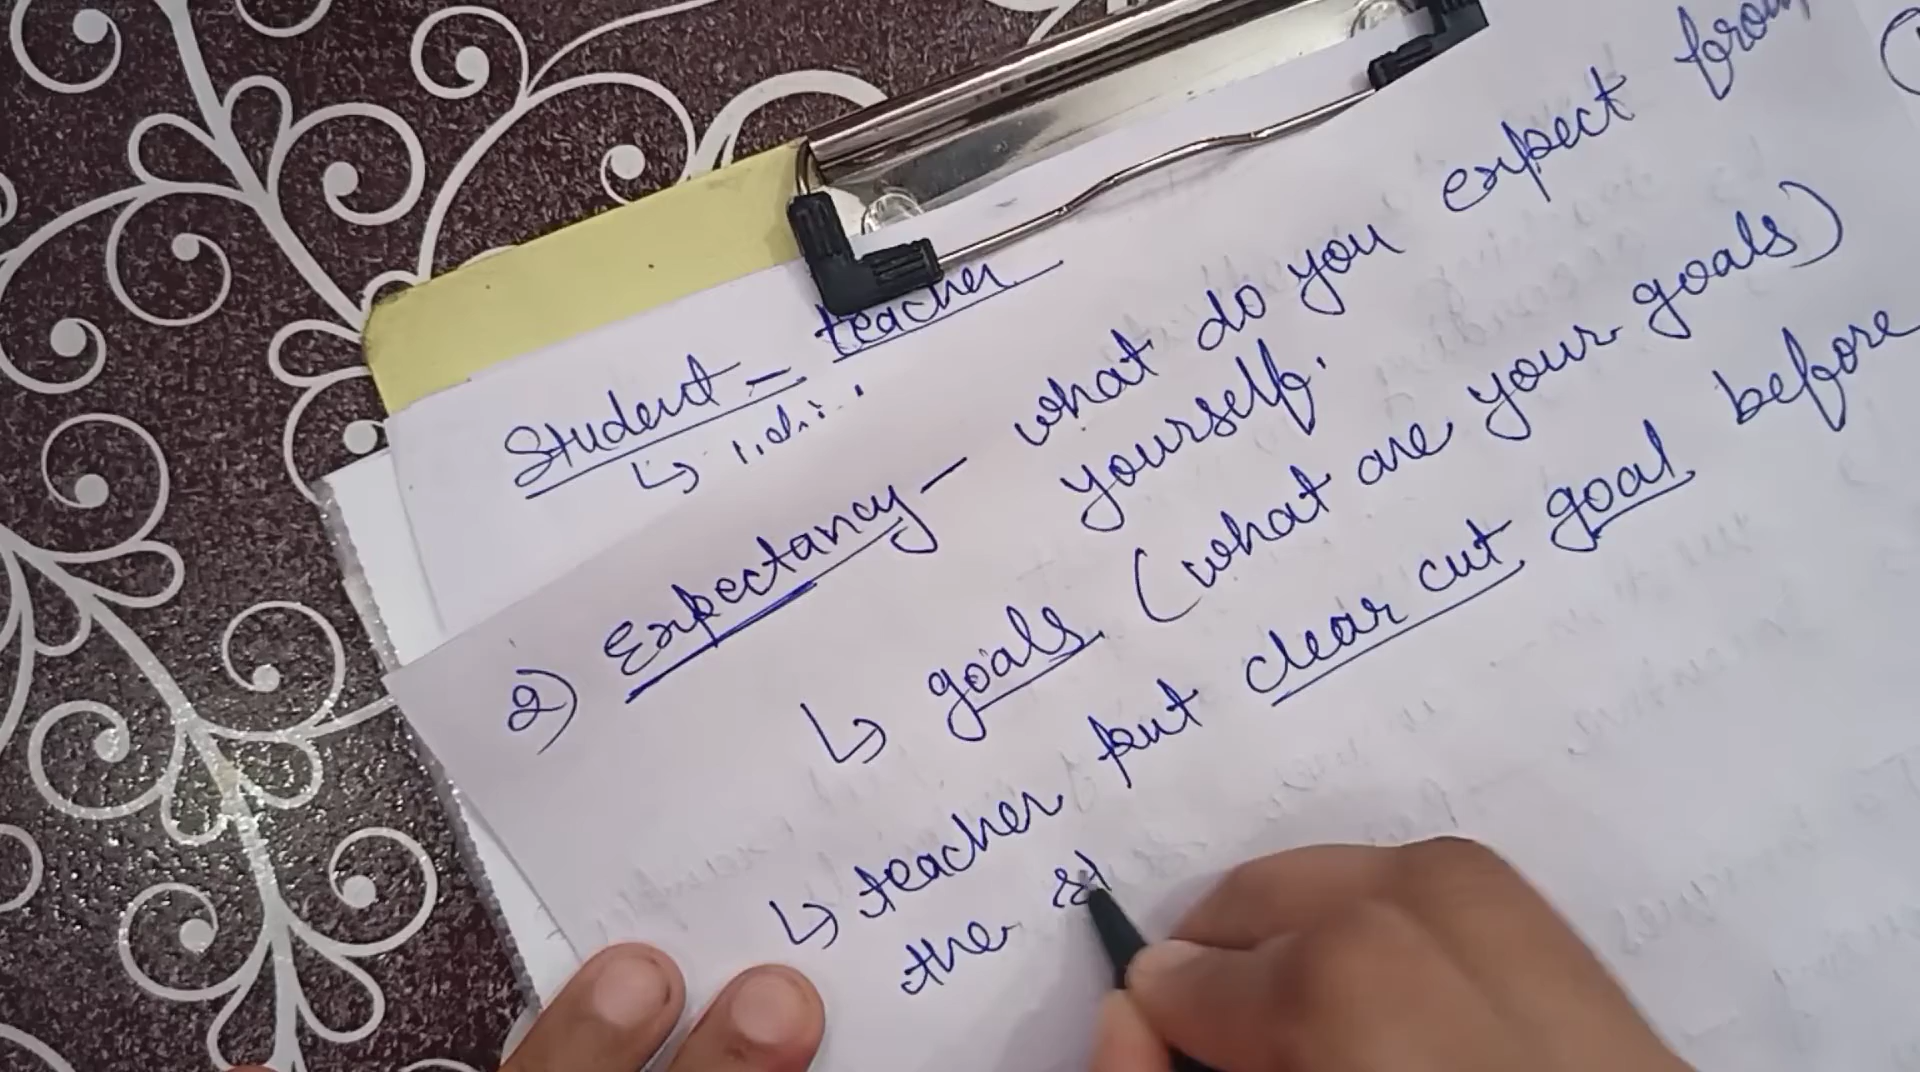 Student - teacher
2) Expectancy - what do you expect from
yourself.
↳ goals (what are your goals)
↳ teacher put clear cut goal before
the